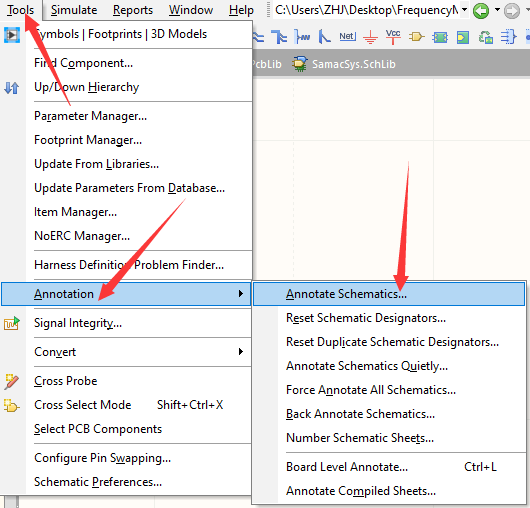 Tools Simulate Reports Window Help C:\Users\ZHJ\Desktop\FrequencyM
Symbols | Footprints | 3D Models
PcbLib SamacSys.SchLib
Find Component...
Up/Down Hierarchy
Parameter Manager...
Footprint Manager...
Update From Libraries...
Update Parameters From Database...
Item Manager...
NoERC Manager...
Harness Definition Problem Finder...
Annotation
Signal Integrity...
Convert
Cross Probe
Cross Select Mode Shift+Ctrl+X
Select PCB Components
Configure Pin Swapping...
Schematic Preferences...
Annotate Schematics...
Reset Schematic Designators...
Reset Duplicate Schematic Designators...
Annotate Schematics Quietly...
Force Annotate All Schematics...
Back Annotate Schematics...
Number Schematic Sheets...
Board Level Annotate... Ctrl+L
Annotate Compiled Sheets...